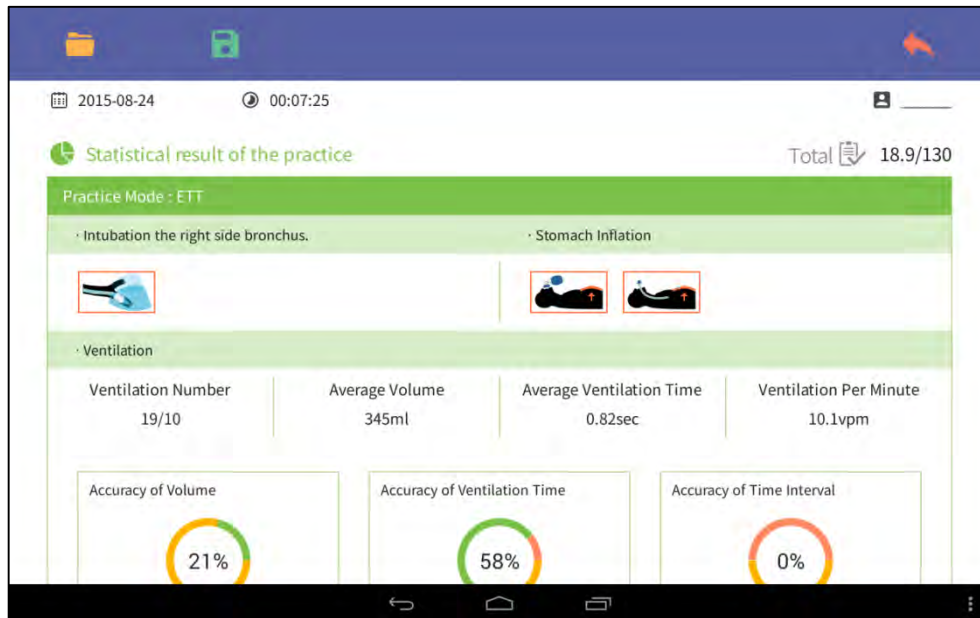 2015-08-24 00:07:25
Statistical result of the practice Total 18.9/130
Practice Mode : ETT
· Intubation the right side bronchus. · Stomach Inflation
· Ventilation
Ventilation Number Average Volume Average Ventilation Time Ventilation Per Minute
19/10 345ml 0.82sec 10.1vpm
Accuracy of Volume Accuracy of Ventilation Time Accuracy of Time Interval
21% 58% 0%